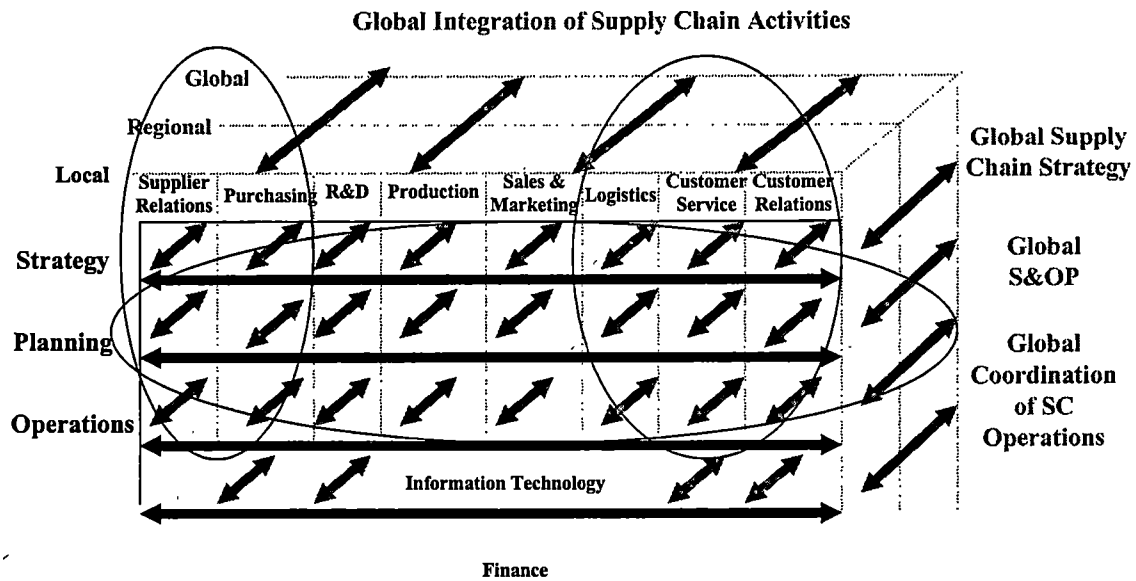 Global Integration of Supply Chain Activities
Global
Regional
Local
Supplier
Relations
Purchasing
R&D
Production
Sales &
Marketing
Logistics
Customer
Service
Customer
Relations
Global Supply
Chain Strategy
Strategy
Global
S&OP
Planning
Global
Coordination
of SC
Operations
Operations
Information Technology
Finance